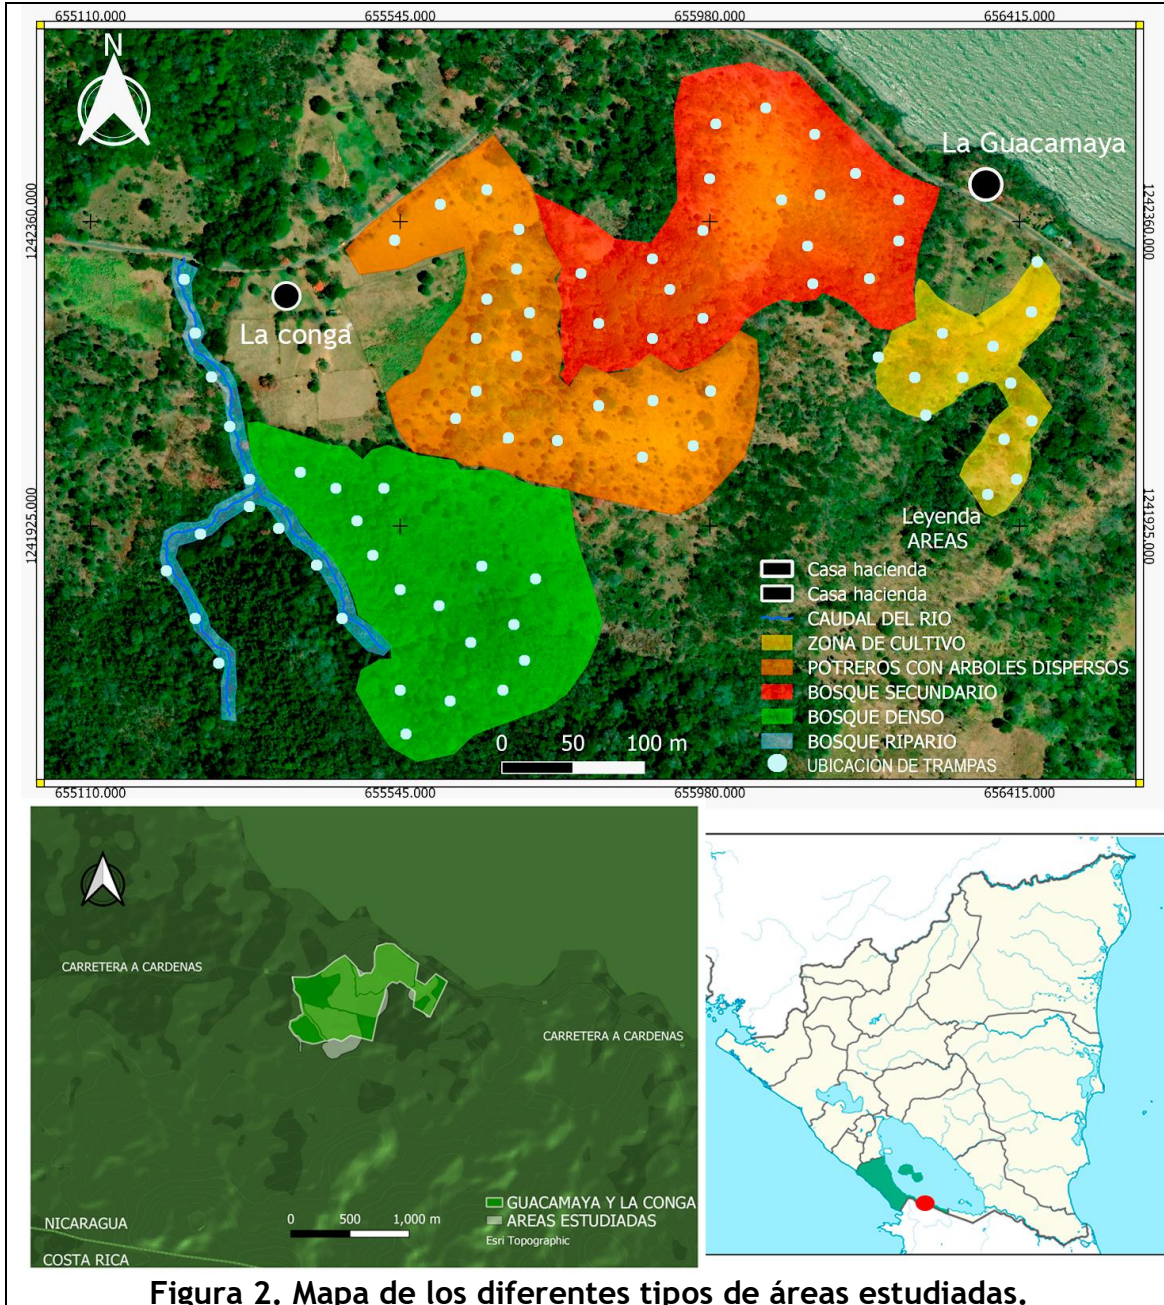 655110.000 655545.000 655980.000 656415.000
N
La Guacamaya
1242360.000
1242360.000
La conga
1241925.000
1241925.000
Leyenda
AREAS
Casa hacienda
Casa hacienda
CAUDAL DEL RIO
ZONA DE CULTIVO
POTREROS CON ARBOLES DISPERSOS
BOSQUE SECUNDARIO
BOSQUE DENSO
BOSQUE RIPARIO
UBICACIÓN DE TRAMPAS
0 50 100 m
655110.000 655545.000 655980.000 656415.000
CARRETERA A CARDENAS
CARRETERA A CARDENAS
GUACAMAYA Y LA CONGA
AREAS ESTUDIADAS
Esri Topographic
0 500 1,000 m
NICARAGUA
COSTA RICA
Figura 2. Mapa de los diferentes tipos de áreas estudiadas.